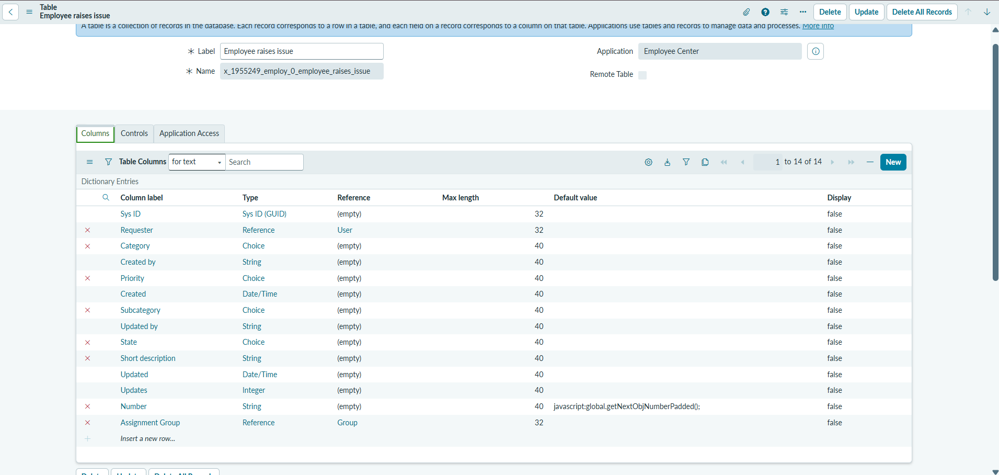 Table
Employee raises issue
Delete Update Delete All Records
A table is a collection of records in the database. Each record corresponds to a row in a table, and each field on a record corresponds to a column on that table. Applications use tables and records to manage data and processes. More Info
Label Employee raises issue Application Employee Center
Name x_1955249_employ_0_employee_raises_issue Remote Table
Columns Controls Application Access
Table Columns for text Search 1 to 14 of 14 New
Dictionary Entries
Column label Type Reference Max length Default value Display
Sys ID Sys ID (GUID) (empty) 32 false
Requester Reference User 32 false
Category Choice (empty) 40 false
Created by String (empty) 40 false
Priority Choice (empty) 40 false
Created Date/Time (empty) 40 false
Subcategory Choice (empty) 40 false
Updated by String (empty) 40 false
State Choice (empty) 40 false
Short description String (empty) 40 false
Updated Date/Time (empty) 40 false
Updates Integer (empty) 40 false
Number String (empty) 40 javascript:global.getNextObjNumberPadded(); false
Assignment Group Reference Group 32 false
Insert a new row...
Delete Update Delete All Records